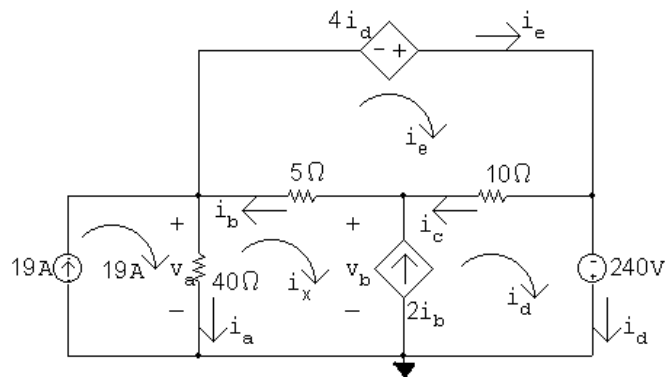 4i_d
- +
i_e
i_e
5Ω
10Ω
+
i_b
+
i_c
19A
19A
v_a
40Ω
i_x
v_b
i_d
- +
240V
-
i_a
-
2i_b
i_d